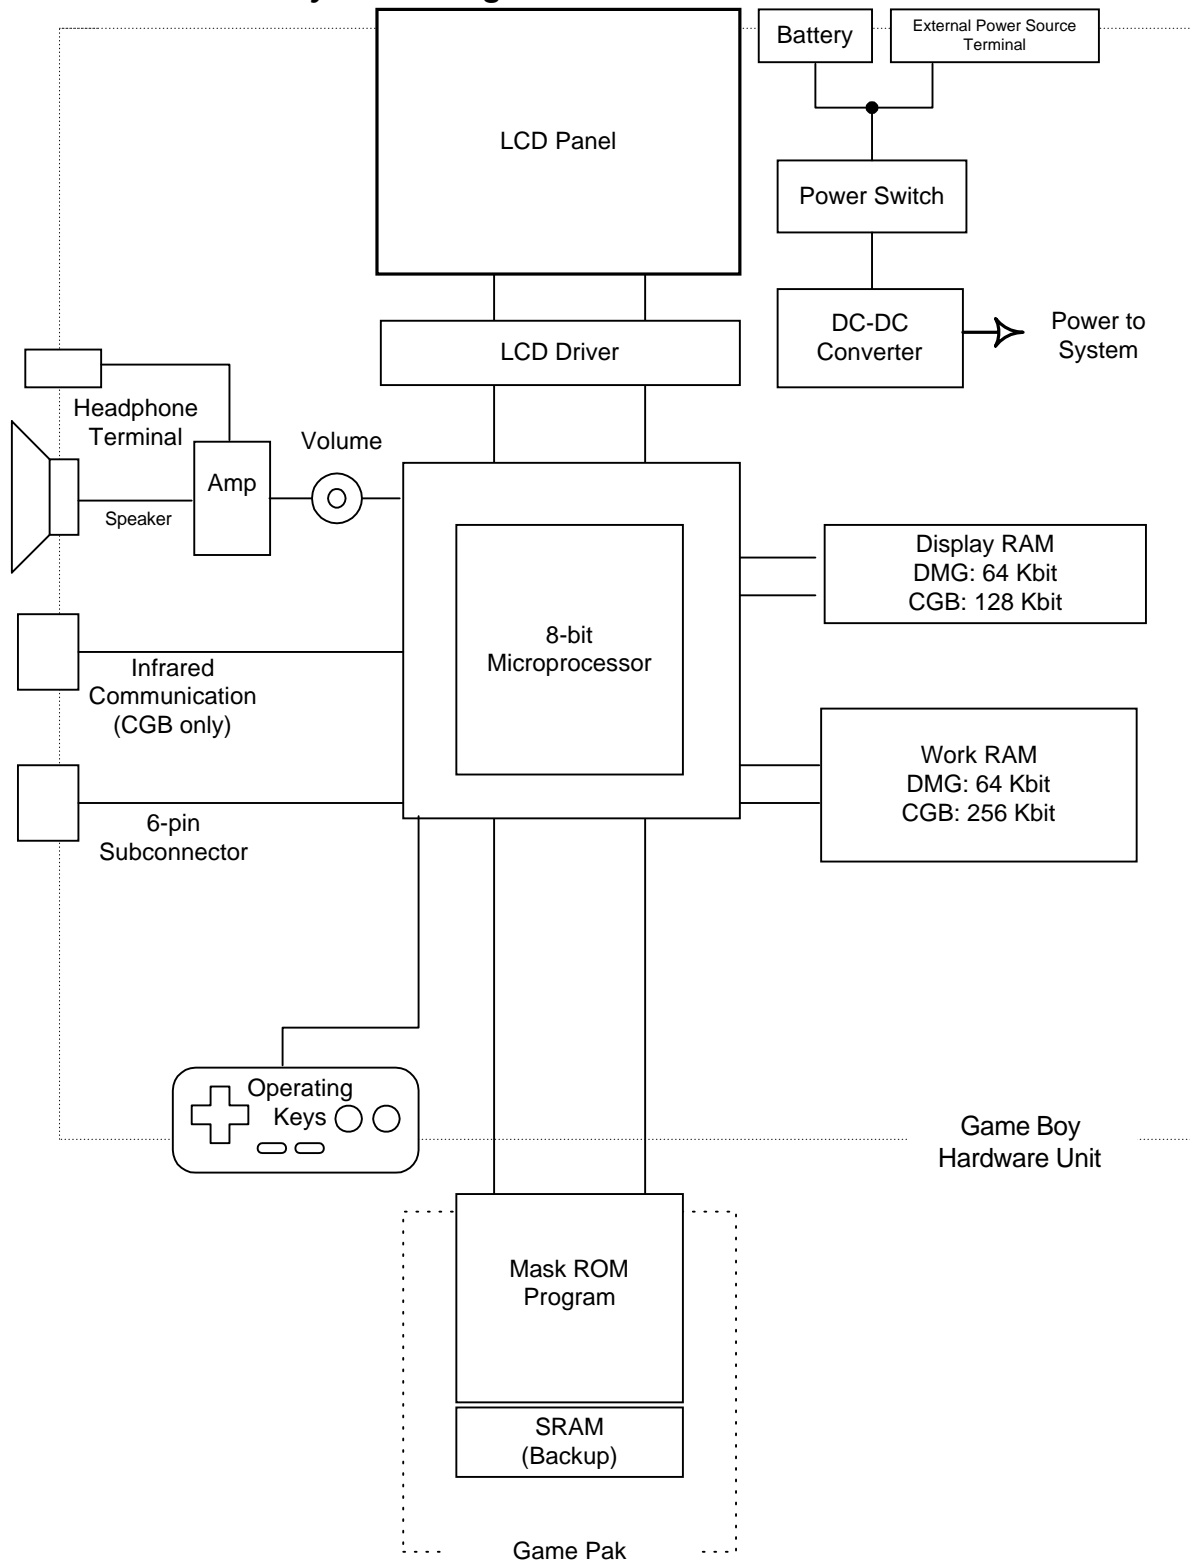 Battery
External Power Source
Terminal
LCD Panel
Power Switch
DC-DC
Converter
Power to
System
LCD Driver
Headphone
Terminal
Volume
Amp
Speaker
Display RAM
DMG: 64 Kbit
CGB: 128 Kbit
8-bit
Microprocessor
Infrared
Communication
(CGB only)
Work RAM
DMG: 64 Kbit
CGB: 256 Kbit
6-pin
Subconnector
Operating
Keys
Game Boy
Hardware Unit
Mask ROM
Program
SRAM
(Backup)
Game Pak